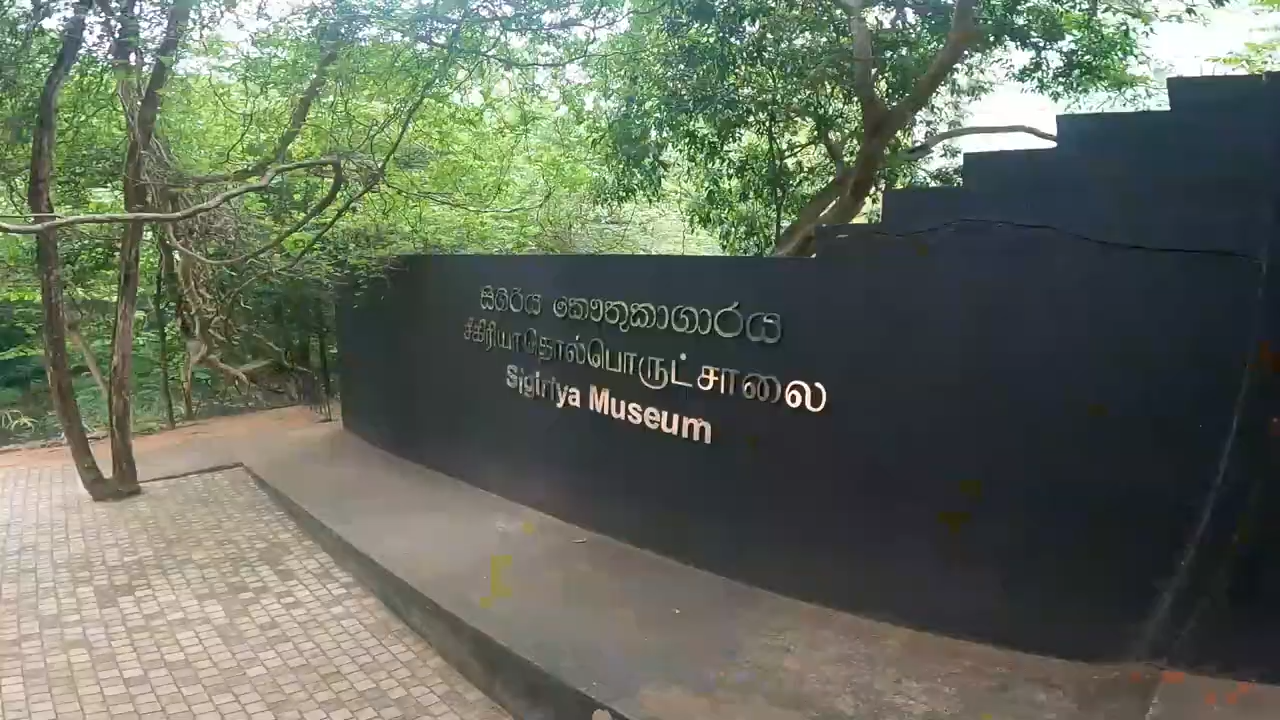 සීගිරිය කෞතුකාගාරය
சீகிரியாதொல்பொருட்சாலை
Sigiriya Museum